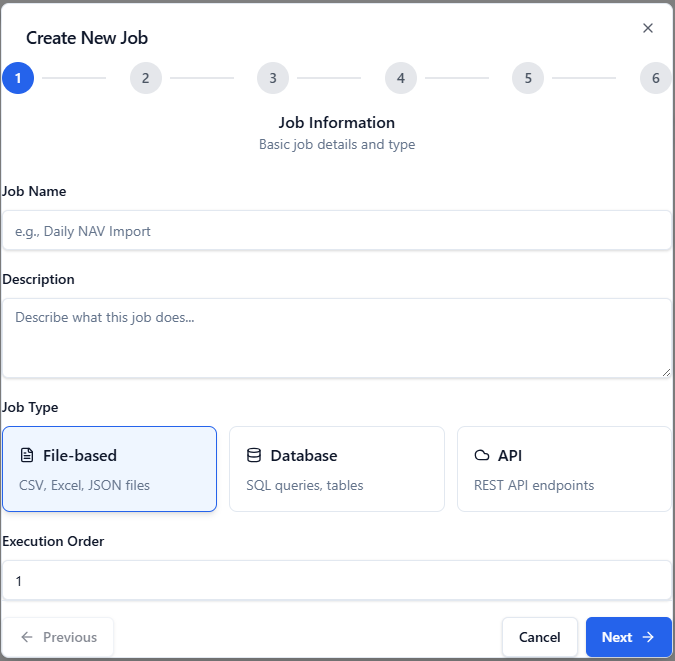 Create New Job
1 2 3 4 5 6
Job Information
Basic job details and type
Job Name
e.g., Daily NAV Import
Description
Describe what this job does...
Job Type
File-based
CSV, Excel, JSON files
Database
SQL queries, tables
API
REST API endpoints
Execution Order
1
Previous
Cancel
Next